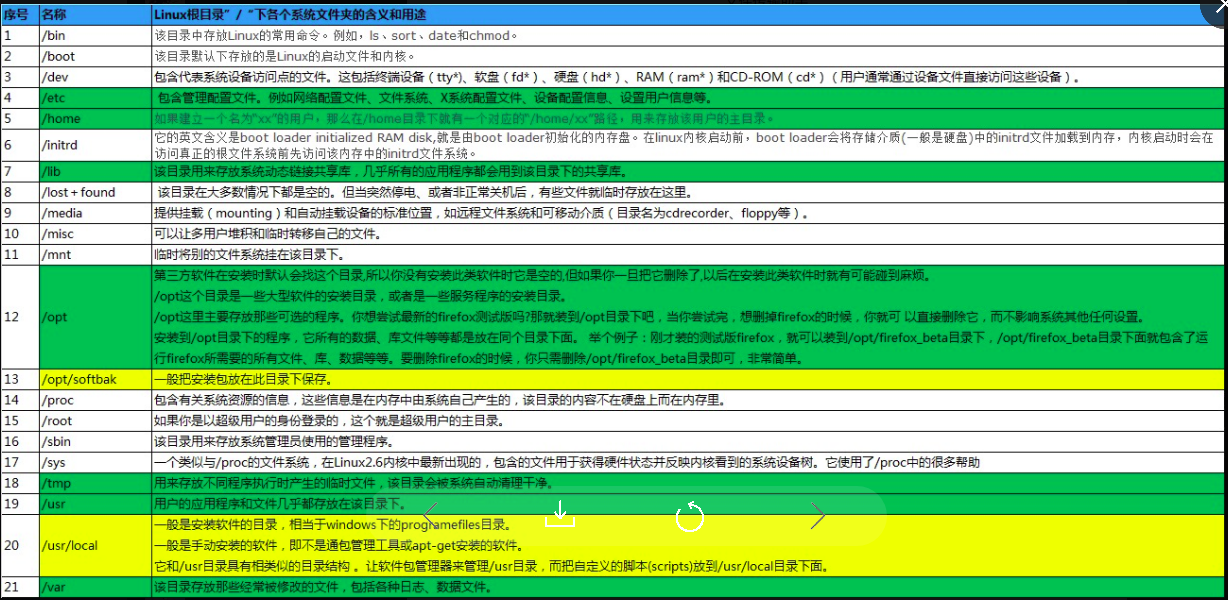 序号 名称 Linux根目录”/“下各个系统文件夹的含义和用途
1 /bin 该目录中存放Linux的常用命令。例如，ls、sort、date和chmod。
2 /boot 该目录默认下存放的是Linux的启动文件和内核。
3 /dev 包含代表系统设备访问点的文件。这包括终端设备（tty*)、软盘（fd*）、硬盘（hd*）、RAM（ram*）和CD-ROM（cd*）（用户通常通过设备文件直接访问这些设备）。
4 /etc 包含管理配置文件。例如网络配置文件、文件系统、X系统配置文件、设备配置信息、设置用户信息等。
5 /home 如果建立一个名为“xx”的用户，那么在/home目录下就有一个对应的“/home/xx”路径，用来存放该用户的主目录。
6 /initrd 它的英文含义是boot loader initialized RAM disk,就是由boot loader初始化的内存盘。在linux内核启动前，boot loader会将存储介质(一般是硬盘)中的initrd文件加载到内存，内核启动时会在
访问真正的根文件系统前先访问该内存中的initrd文件系统。
7 /lib 该目录用来存放系统动态链接共享库，几乎所有的应用程序都会用到该目录下的共享库。
8 /lost＋found 该目录在大多数情况下都是空的。但当突然停电、或者非正常关机后，有些文件就临时存放在这里。
9 /media 提供挂载（mounting）和自动挂载设备的标准位置，如远程文件系统和可移动介质（目录名为cdrecorder、floppy等）。
10 /misc 可以让多用户堆积和临时转移自己的文件。
11 /mnt 临时将别的文件系统挂在该目录下。
12 /opt 第三方软件在安装时默认会找这个目录,所以你没有安装此类软件时它是空的,但如果你一旦把它删除了,以后在安装此类软件时就有可能碰到麻烦。
/opt这个目录是一些大型软件的安装目录，或者是一些服务程序的安装目录。
/opt这里主要存放那些可选的程序。你想尝试最新的firefox测试版吗?那就装到/opt目录下吧，当你尝试完，想删掉firefox的时候，你就可 以直接删除它，而不影响系统其他任何设置。
安装到/opt目录下的程序，它所有的数据、库文件等等都是放在同个目录下面。 举个例子：刚才装的测试版firefox，就可以装到/opt/firefox_beta目录下，/opt/firefox_beta目录下面就包含了运
行firefox所需要的所有文件、库、数据等等。要删除firefox的时候，你只需删除/opt/firefox_beta目录即可，非常简单。
13 /opt/softbak 一般把安装包放在此目录下保存。
14 /proc 包含有关系统资源的信息，这些信息是在内存中由系统自己产生的，该目录的内容不在硬盘上而在内存里。
15 /root 如果你是以超级用户的身份登录的，这个就是超级用户的主目录。
16 /sbin 该目录用来存放系统管理员使用的管理程序。
17 /sys 一个类似与/proc的文件系统，在Linux2.6内核中最新出现的，包含的文件用于获得硬件状态并反映内核看到的系统设备树。它使用了/proc中的很多帮助
18 /tmp 用来存放不同程序执行时产生的临时文件，该目录会被系统自动清理干净。
19 /usr 用户的应用程序和文件几乎都存放在该目录下。
20 /usr/local 一般是安装软件的目录，相当于windows下的programefiles目录。
一般是手动安装的软件，即不是通包管理工具或apt-get安装的软件。
它和/usr目录具有相类似的目录结构 。让软件包管理器来管理/usr目录，而把自定义的脚本(scripts)放到/usr/local目录下面。
21 /var 该目录存放那些经常被修改的文件，包括各种日志、数据文件。